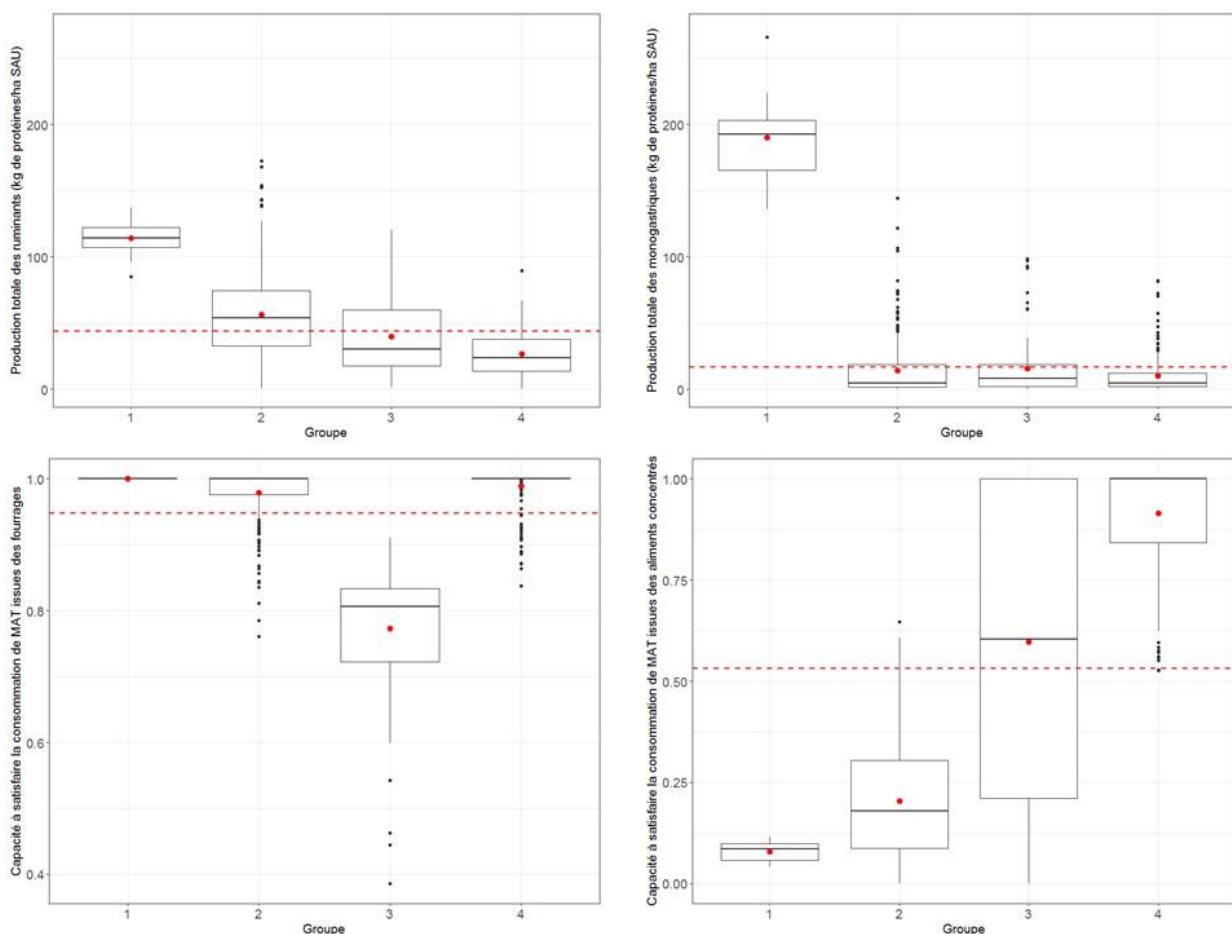 Production totale des ruminants (kg de protéines/ha SAU)
200
100
0
1 2 3 4
Groupe
Production totale des monogastriques (kg de protéines/ha SAU)
200
100
0
1 2 3 4
Groupe
Capacité à satisfaire la consommation de MAT issues des fourrages
1.0
0.8
0.6
0.4
1 2 3 4
Groupe
Capacité à satisfaire la consommation de MAT issues des aliments concentrés
1.00
0.75
0.50
0.25
0.00
1 2 3 4
Groupe